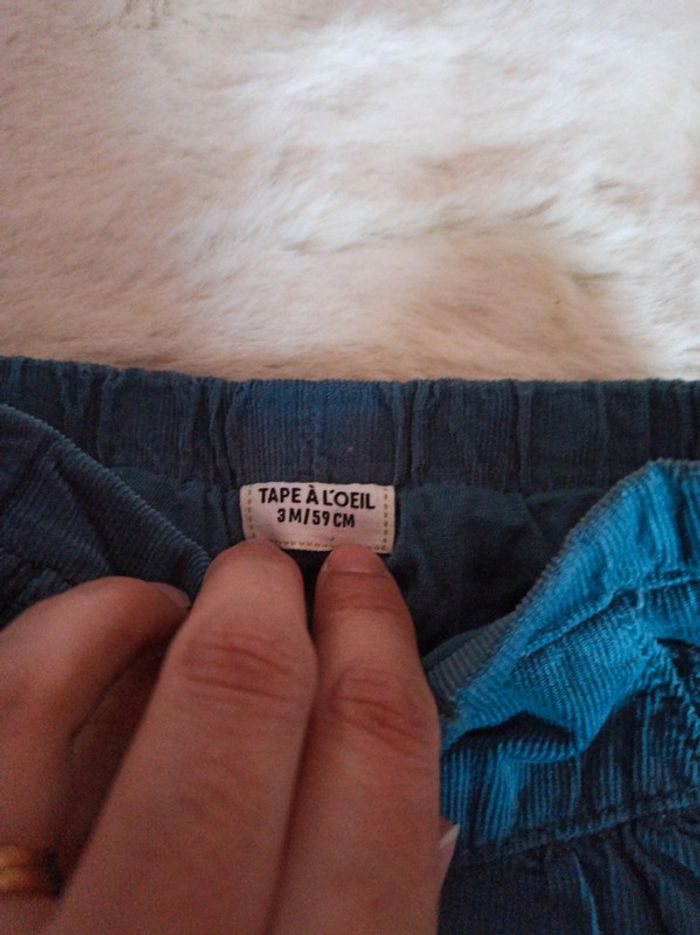 TAPE À L'OEIL
3 M/59 CM